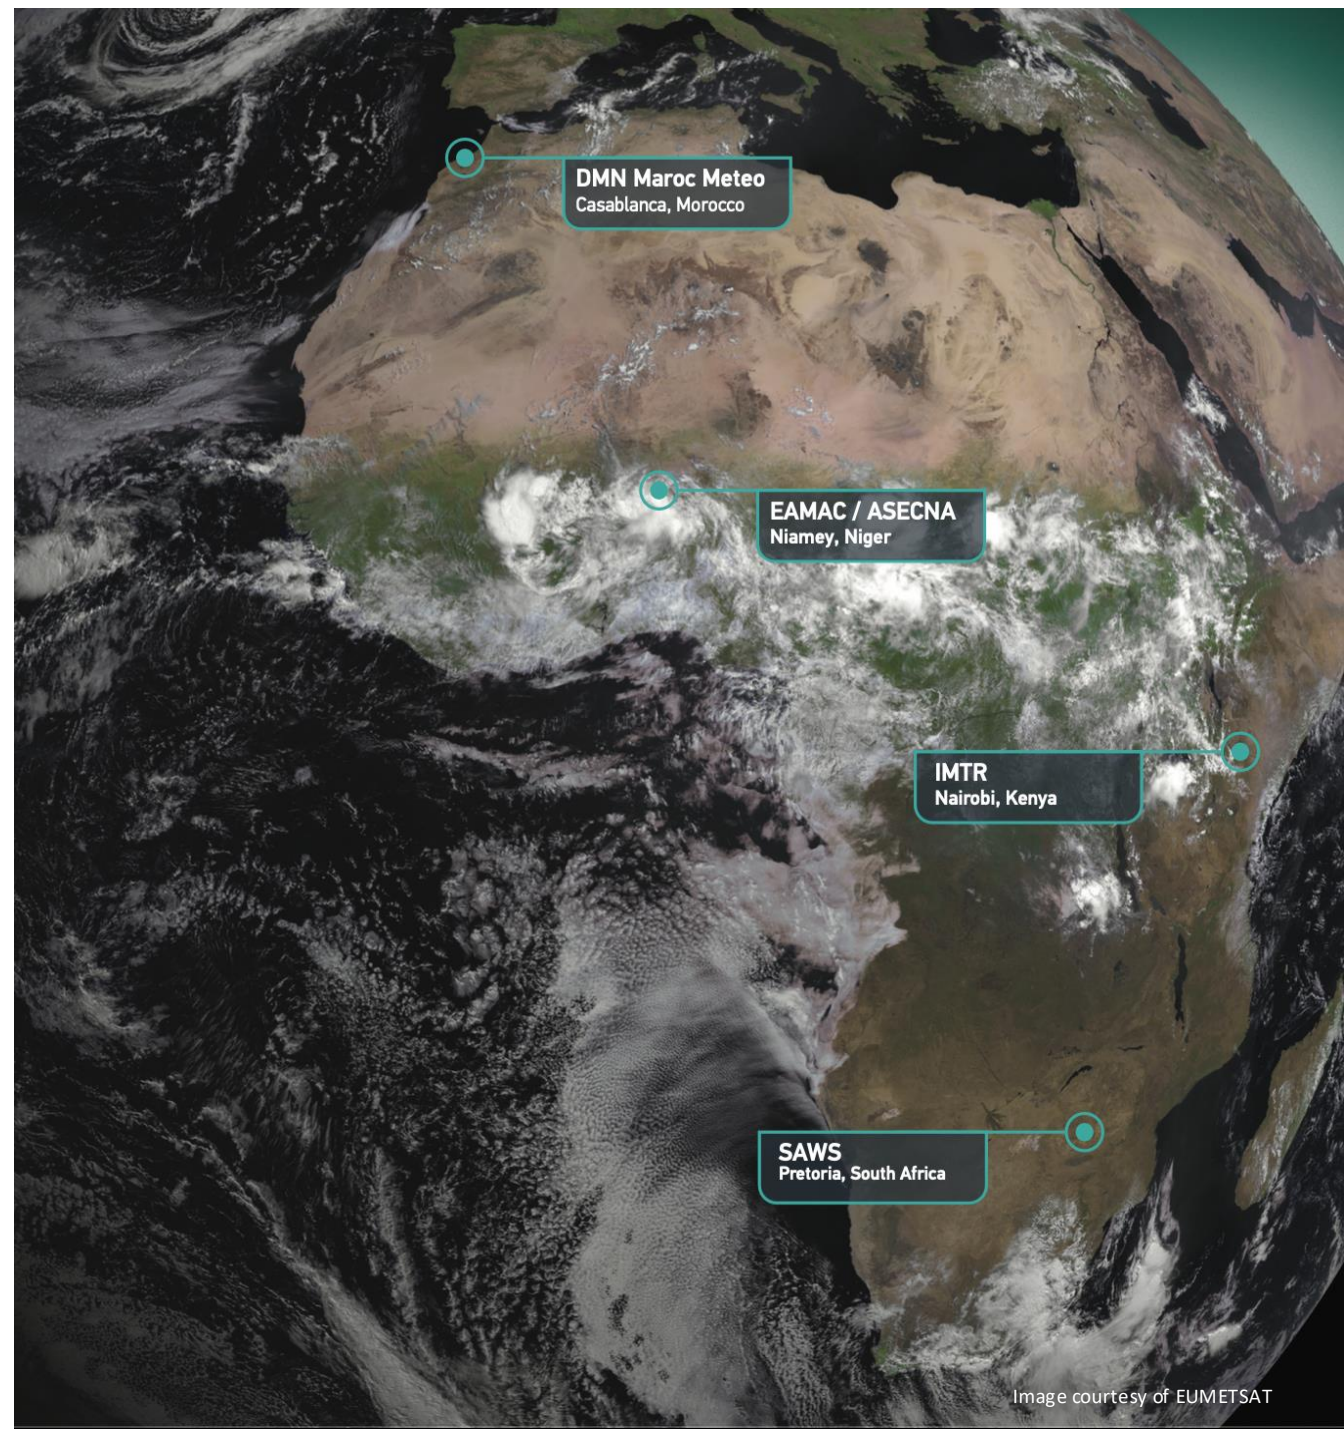 DMN Maroc Meteo
Casablanca, Morocco
EAMAC / ASECNA
Niamey, Niger
IMTR
Nairobi, Kenya
SAWS
Pretoria, South Africa
Image courtesy of EUMETSAT